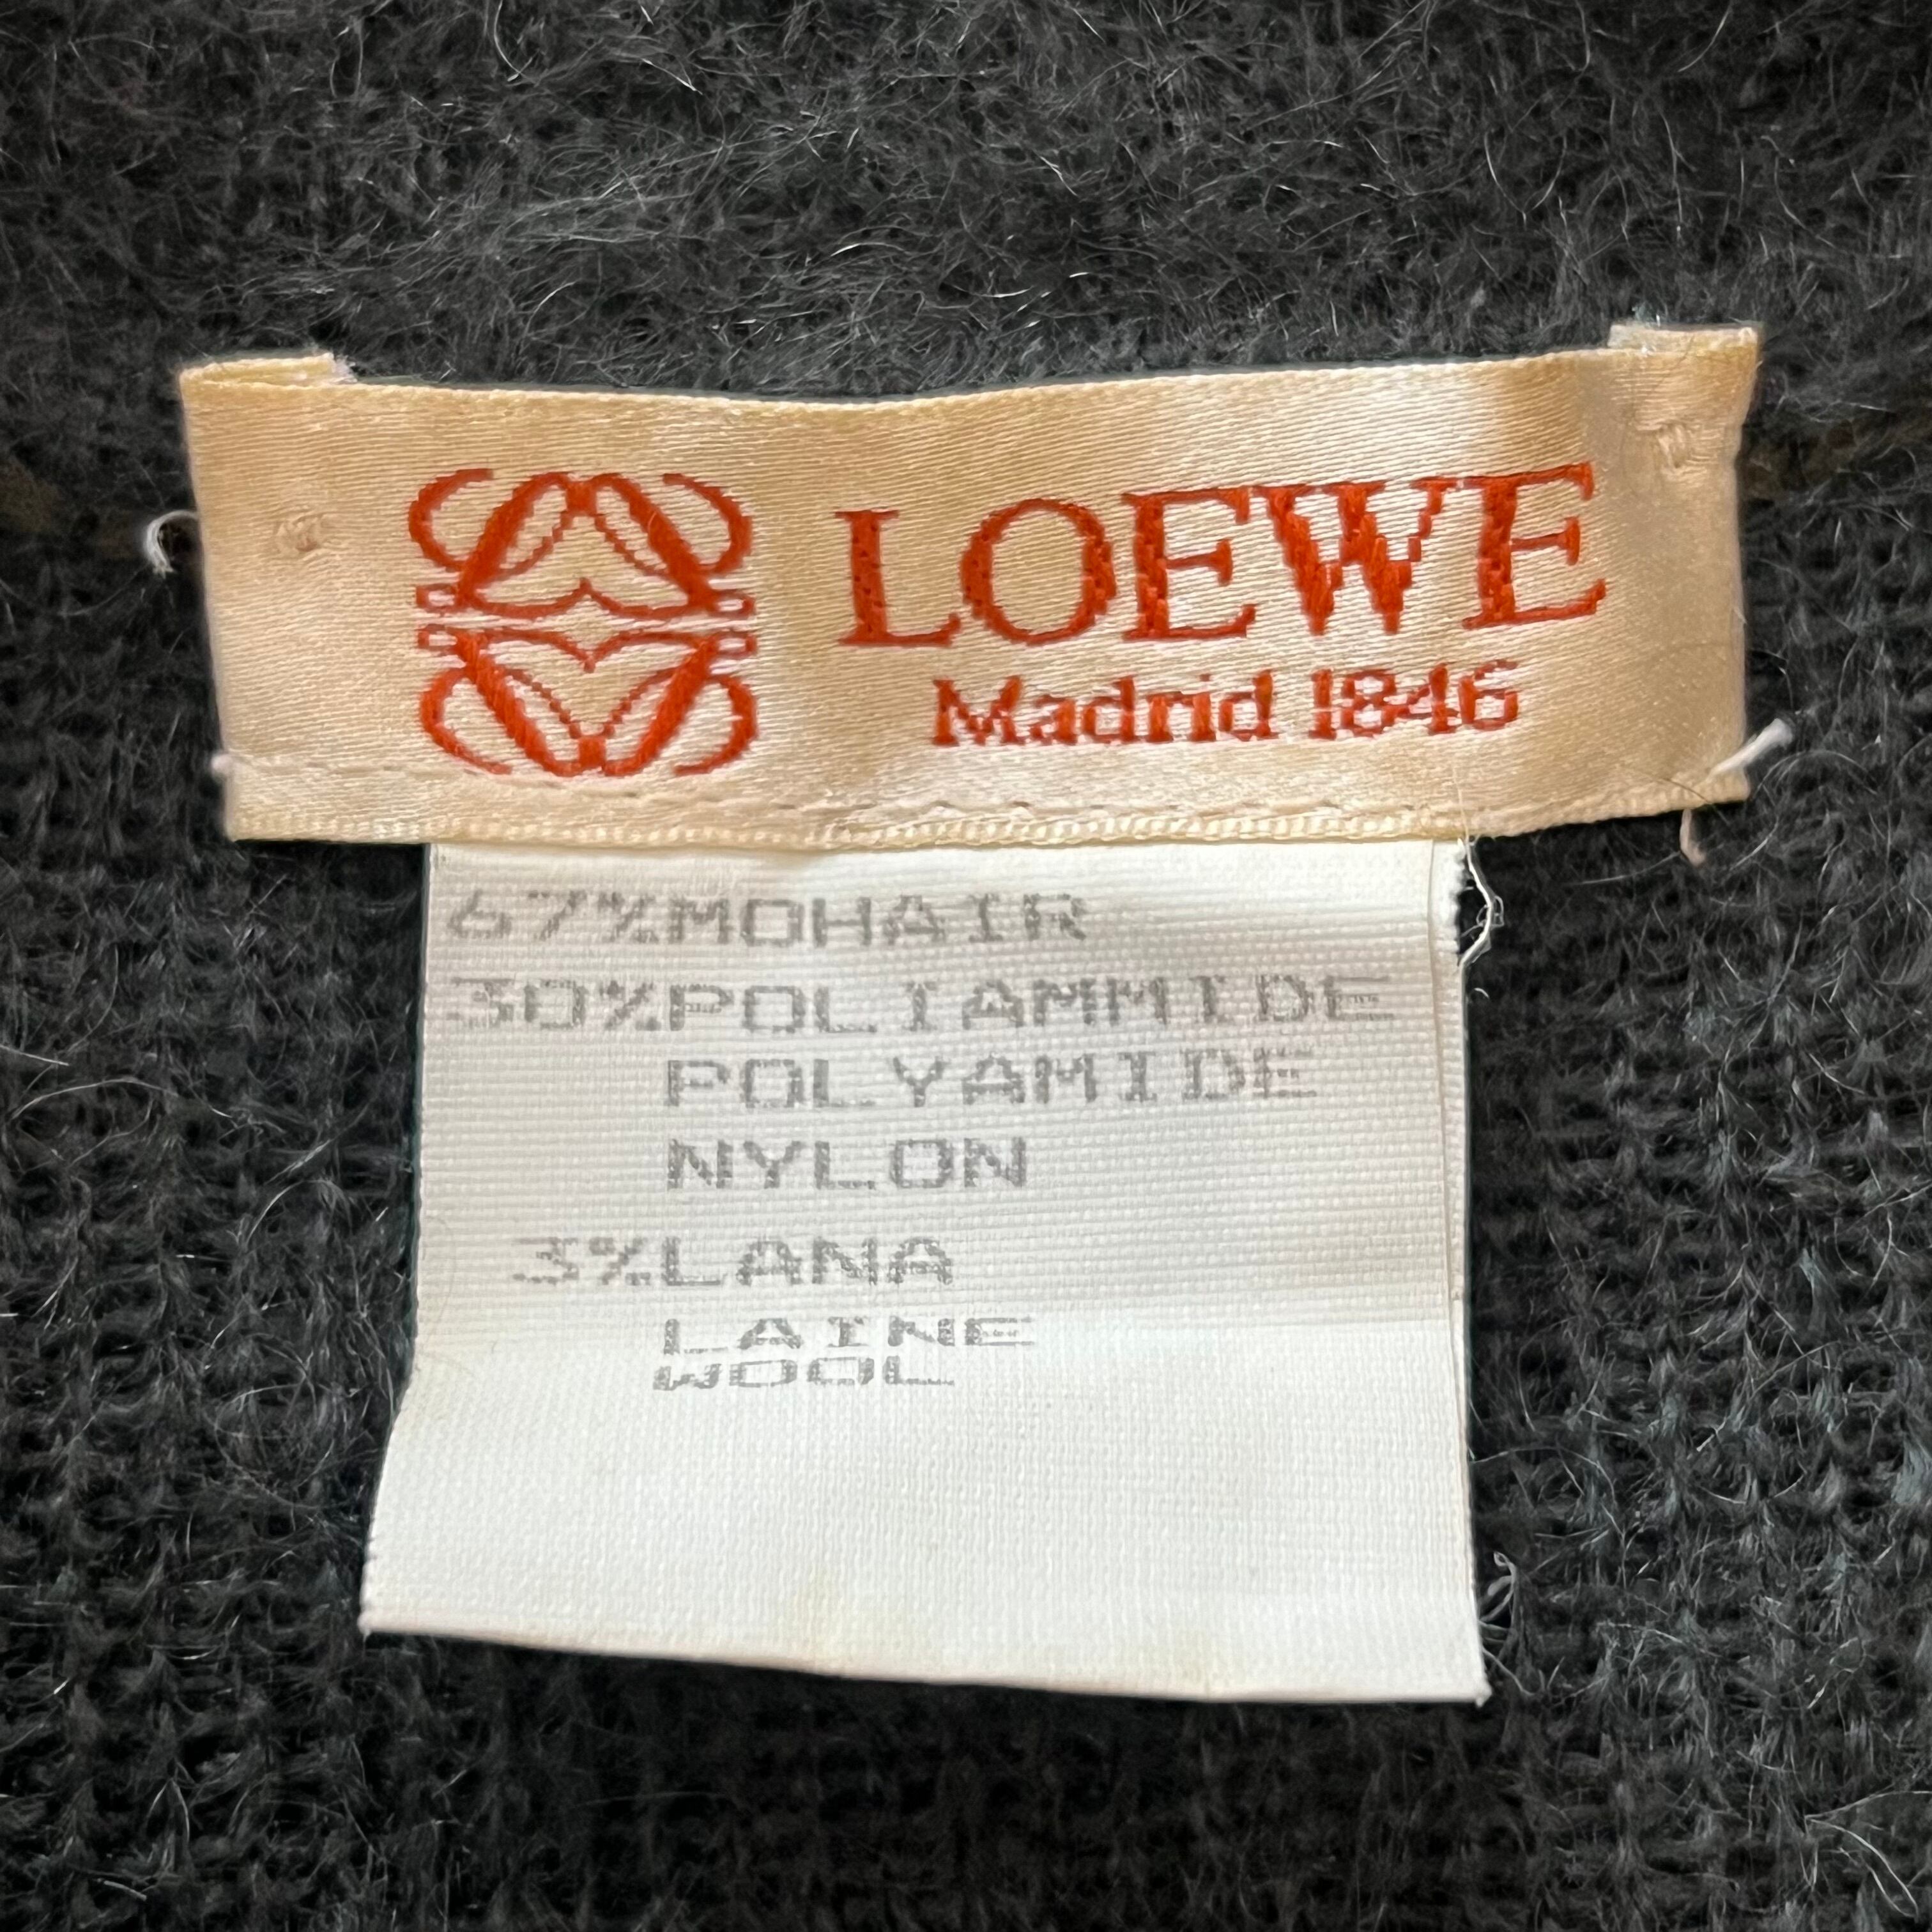 LOEWE
Madrid 1846
67%MOHAIR
30%POLIAMMIDE
POLYAMIDE
NYLON
3%LANA
LAINE
WOOL